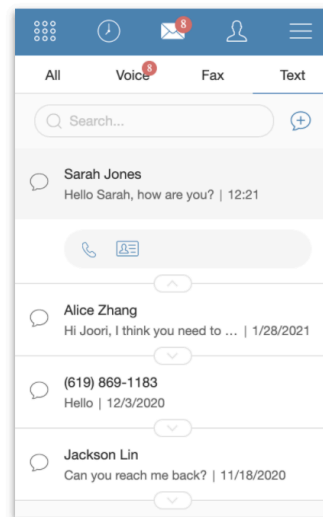 8
All Voice 8 Fax Text
Search...
Sarah Jones
Hello Sarah, how are you? | 12:21
Alice Zhang
Hi Joori, I think you need to ... | 1/28/2021
(619) 869-1183
Hello | 12/3/2020
Jackson Lin
Can you reach me back? | 11/18/2020